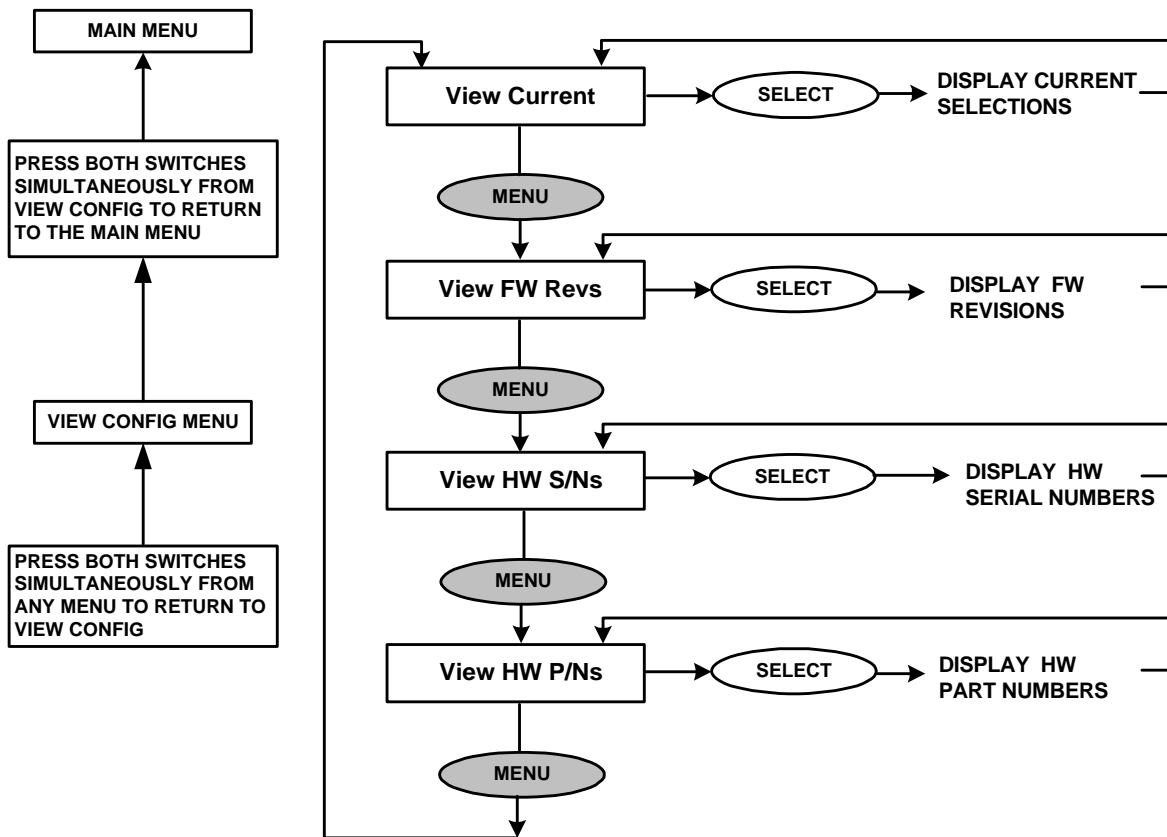 MAIN MENU
PRESS BOTH SWITCHES
SIMULTANEOUSLY FROM
VIEW CONFIG TO RETURN
TO THE MAIN MENU
VIEW CONFIG MENU
PRESS BOTH SWITCHES
SIMULTANEOUSLY FROM
ANY MENU TO RETURN TO
VIEW CONFIG
View Current
SELECT
DISPLAY CURRENT
SELECTIONS
MENU
View FW Revs
SELECT
DISPLAY FW
REVISIONS
MENU
View HW S/Ns
SELECT
DISPLAY HW
SERIAL NUMBERS
MENU
View HW P/Ns
SELECT
DISPLAY HW
PART NUMBERS
MENU